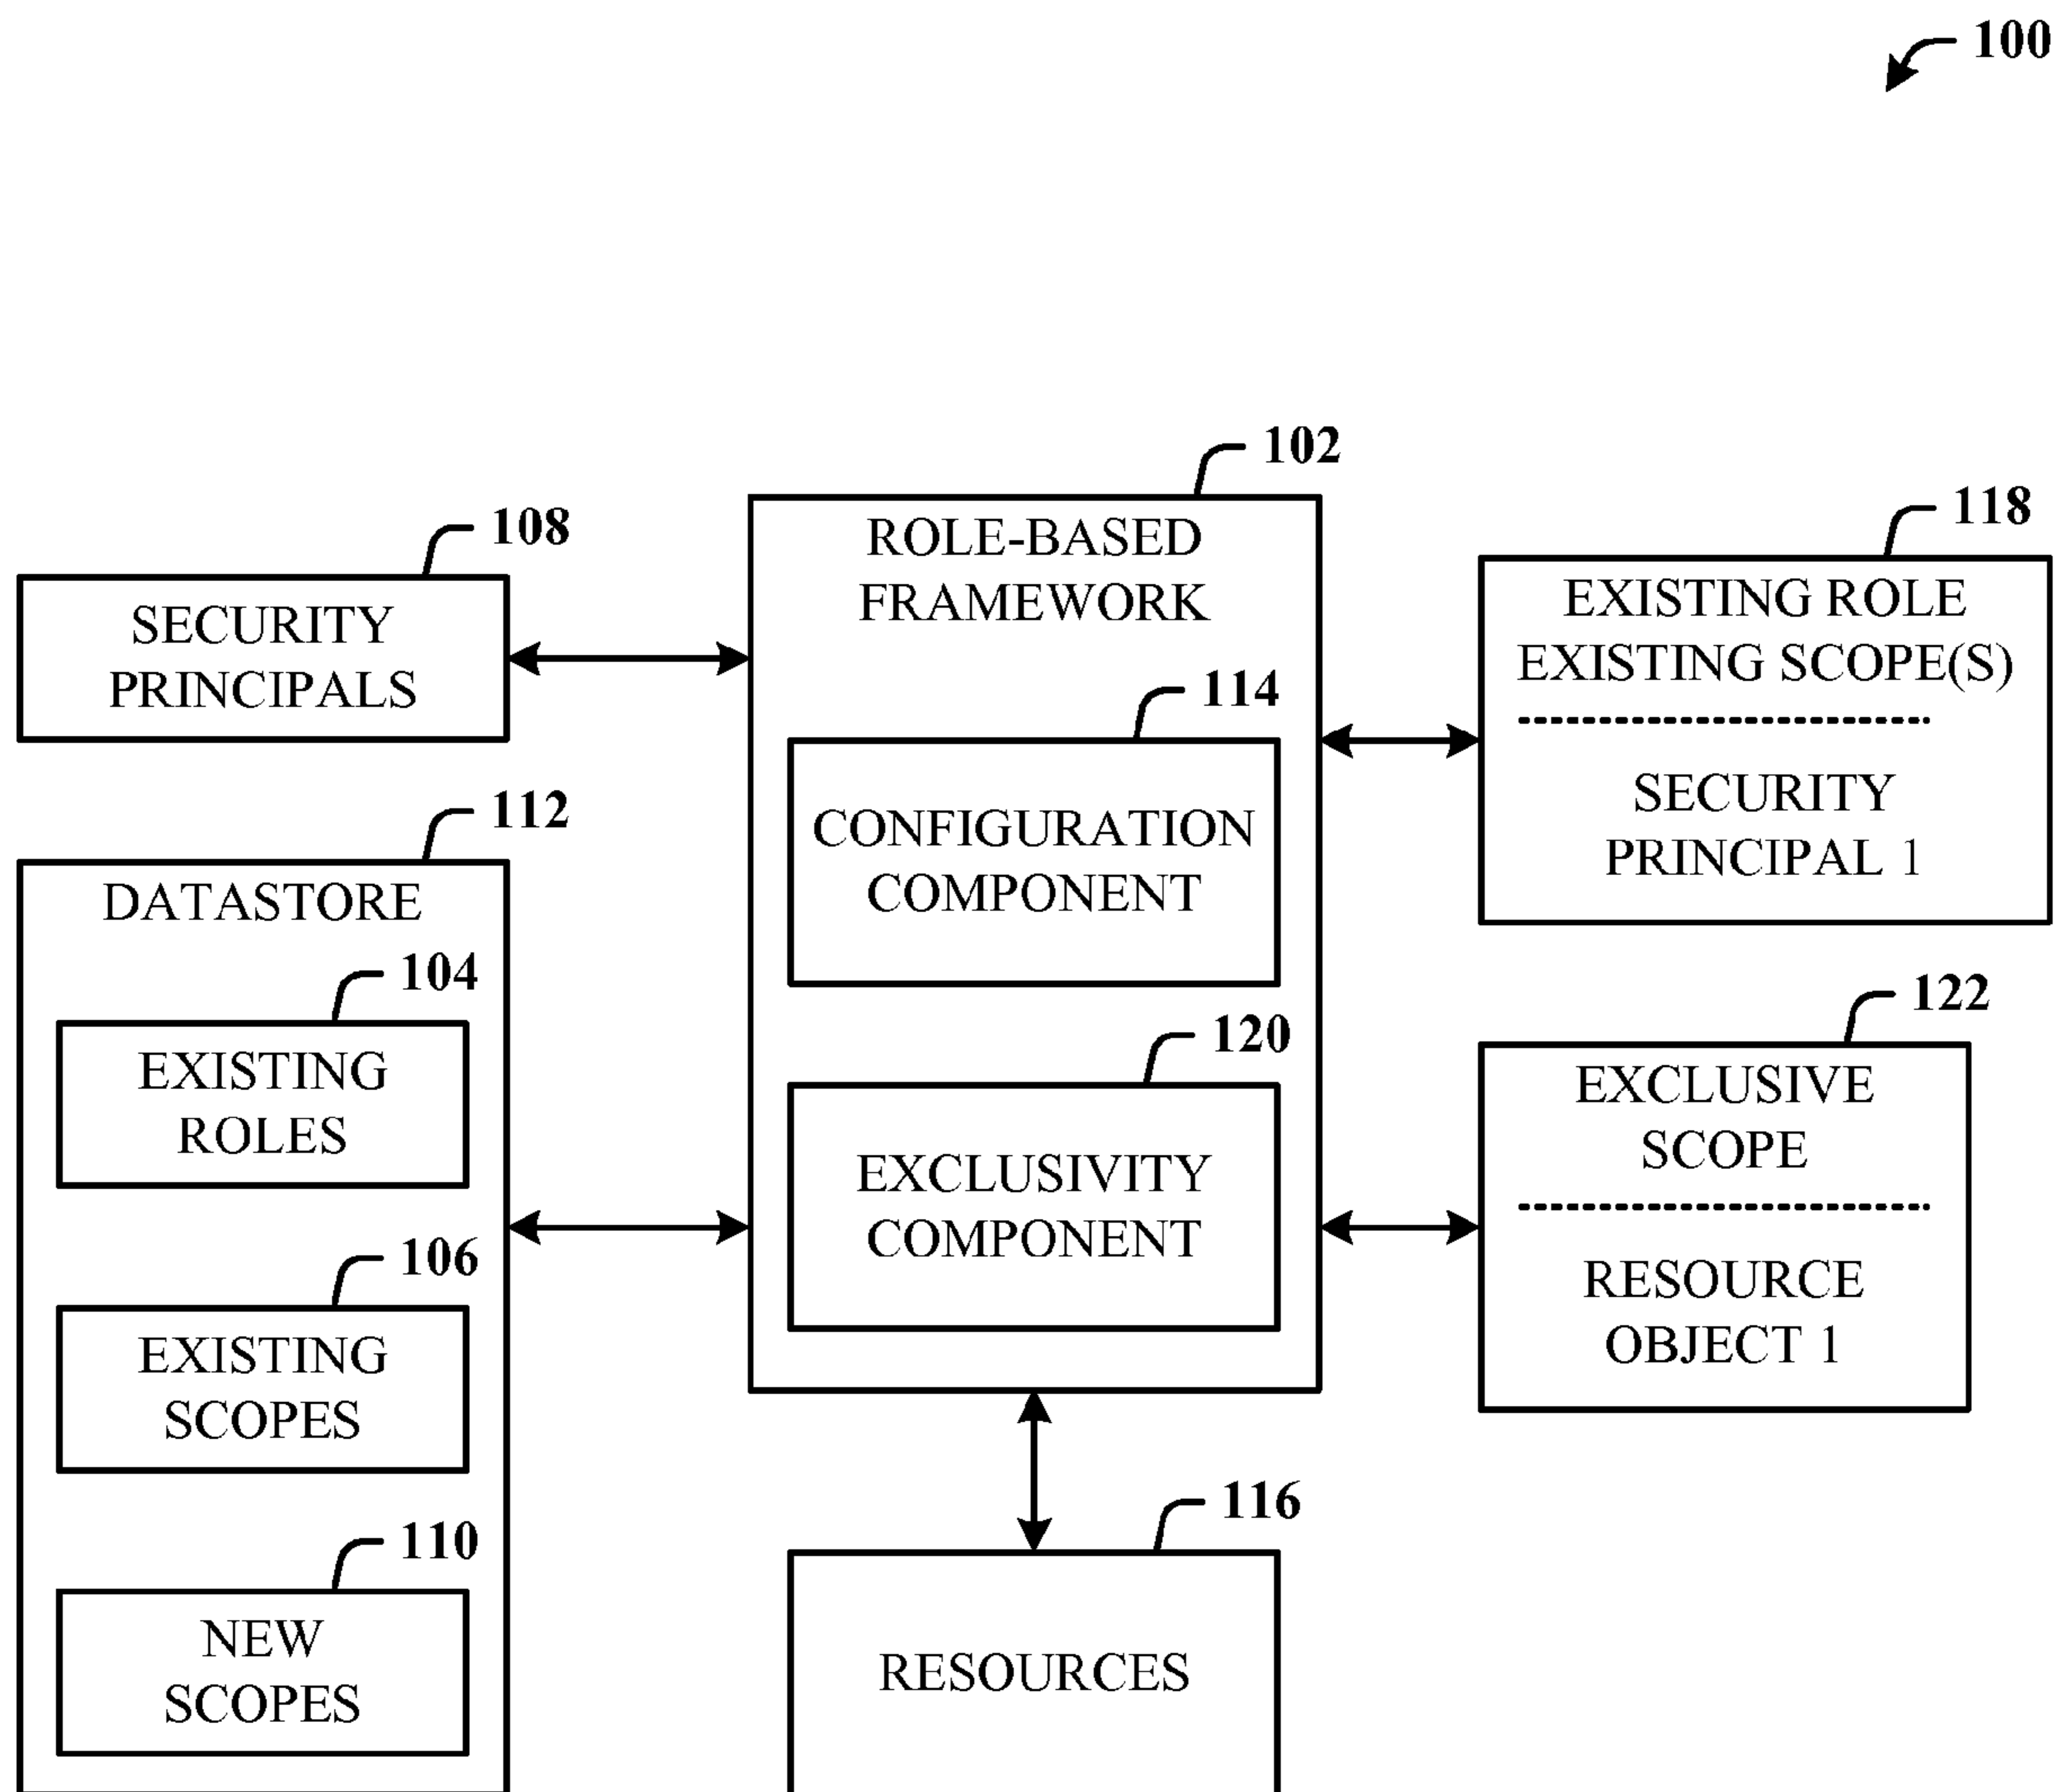 100
102
108
118
ROLE-BASED
FRAMEWORK
SECURITY
PRINCIPALS
EXISTING ROLE
EXISTING SCOPE(S)
SECURITY
PRINCIPAL 1
114
CONFIGURATION
COMPONENT
112
DATASTORE
104
EXISTING
ROLES
120
EXCLUSIVITY
COMPONENT
122
EXCLUSIVE
SCOPE
RESOURCE
OBJECT 1
106
EXISTING
SCOPES
110
NEW
SCOPES
116
RESOURCES